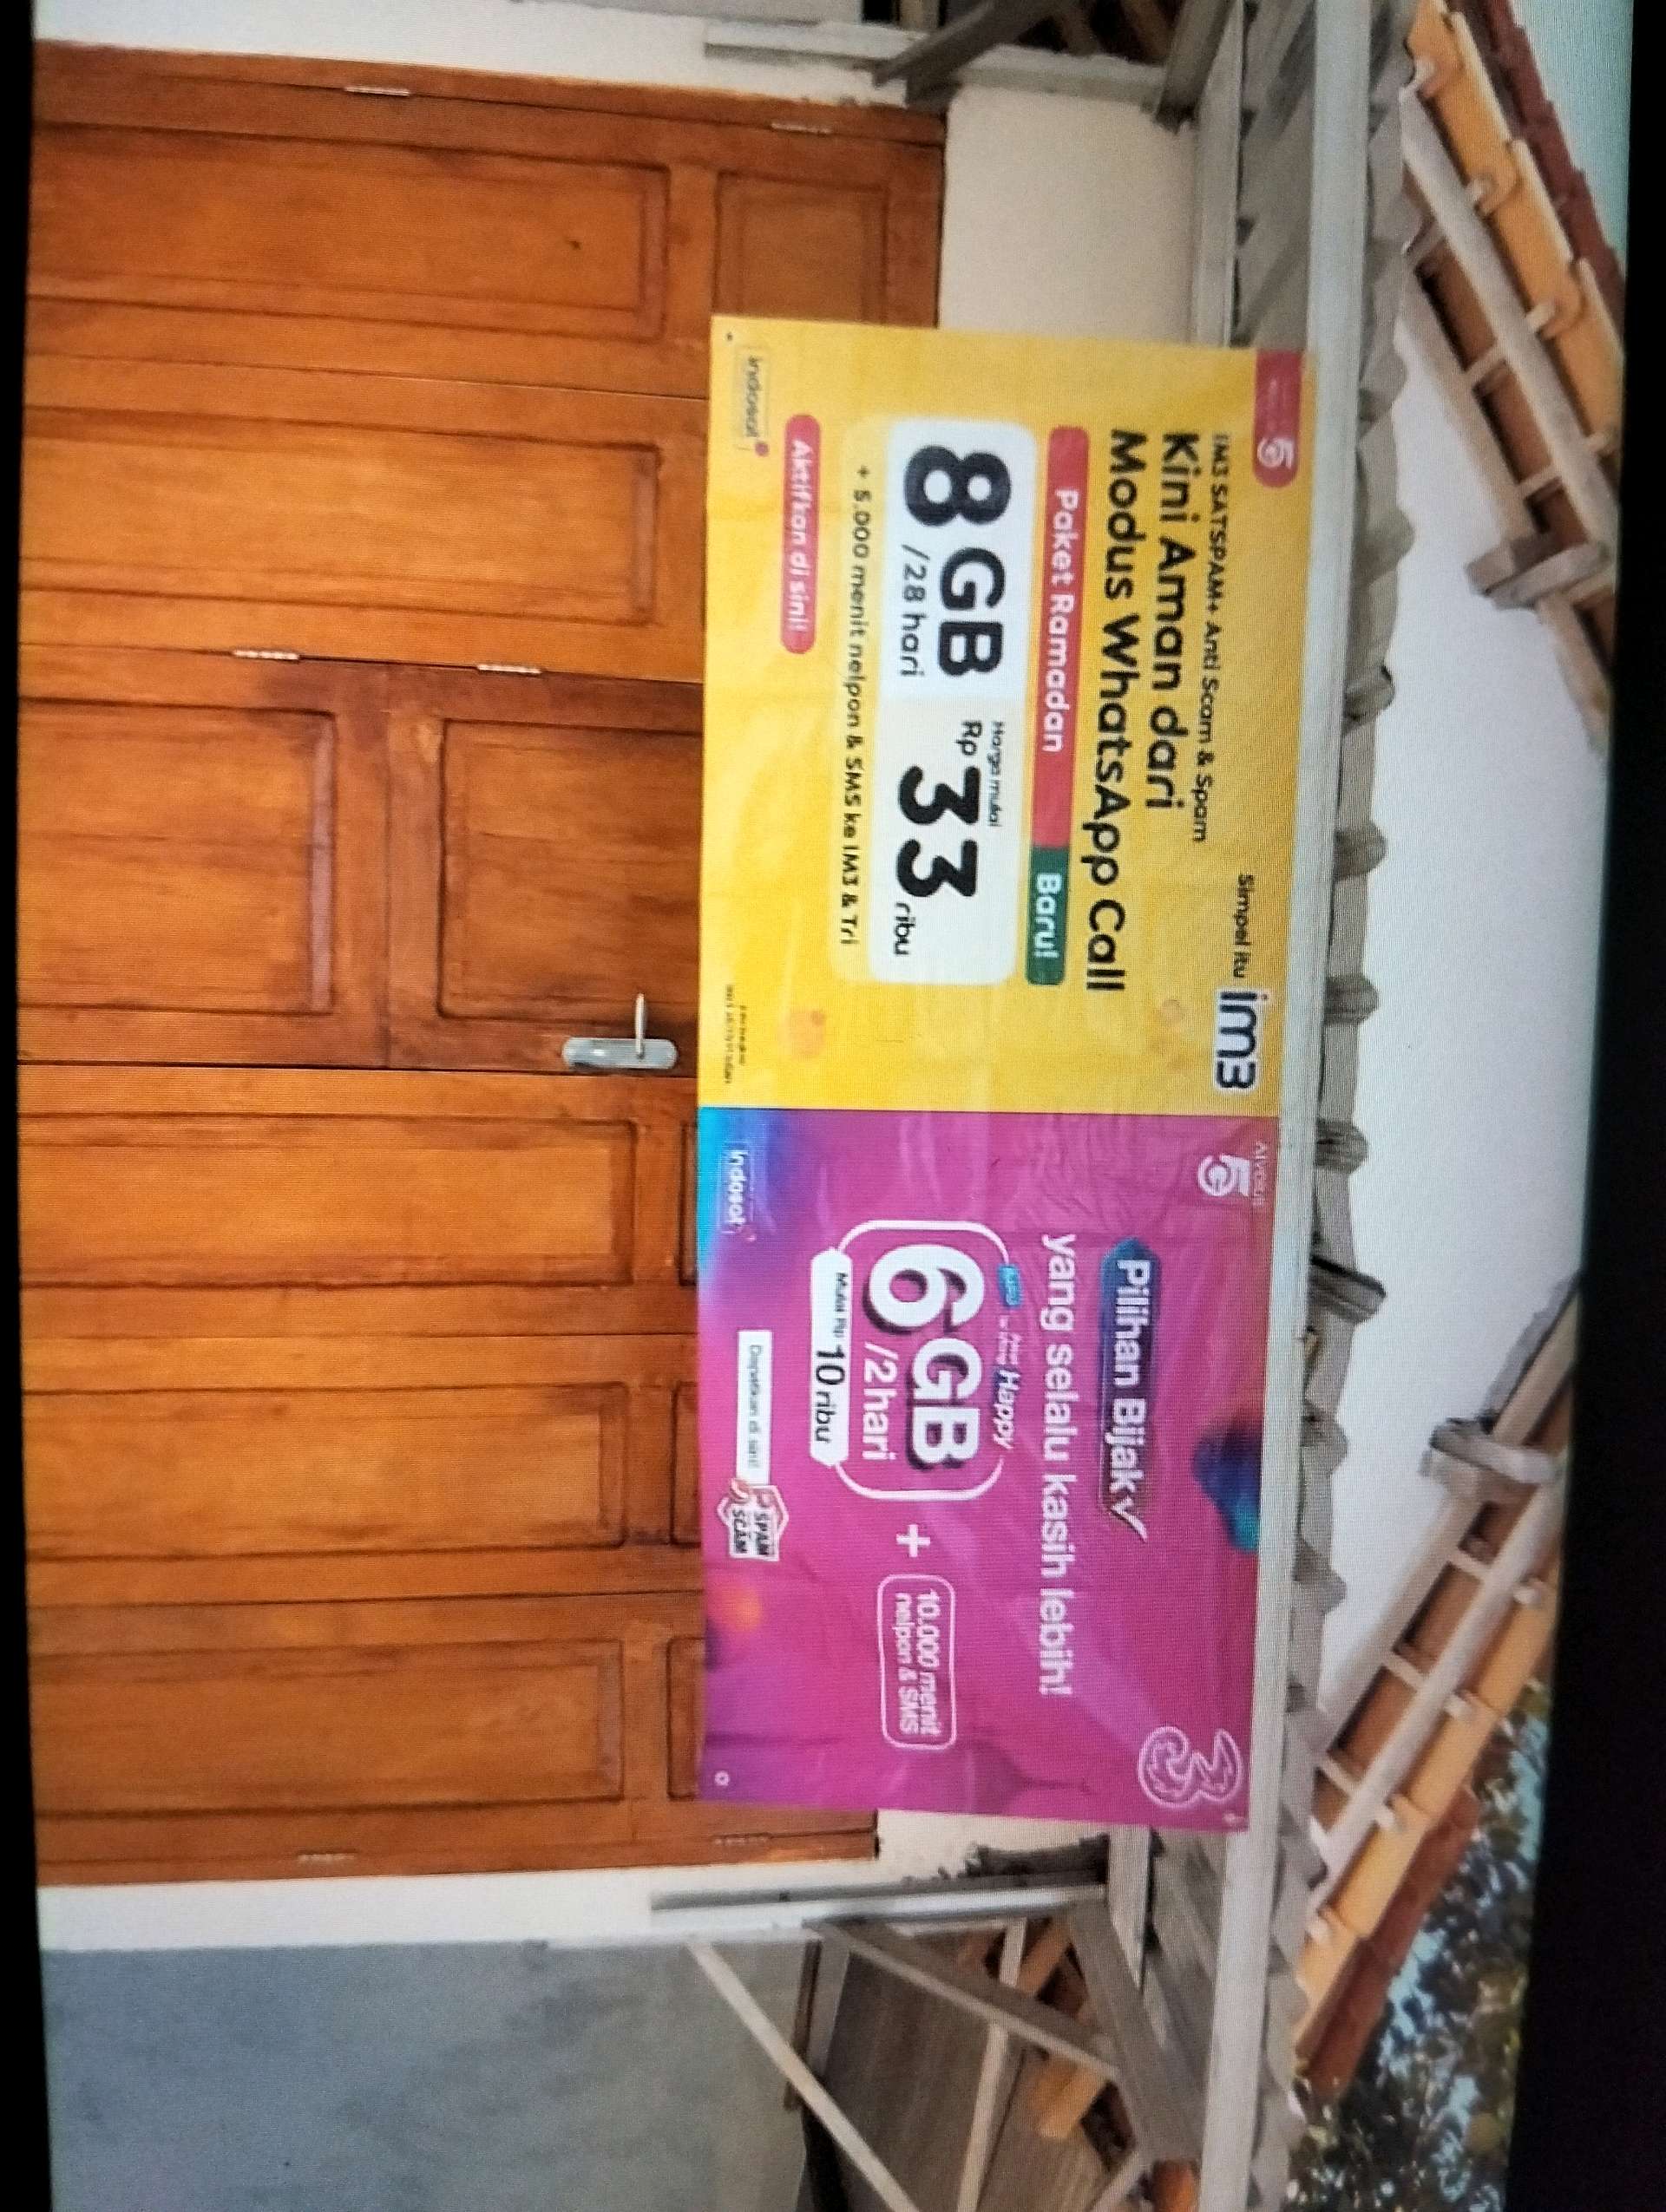 Simpel itu im3
IM3 SATSPAM+ Anti Scam & Spam
Kini Aman dari
Modus WhatsApp Call
Paket Ramadan Baru!
8GB
/28 hari
Harga mulai
Rp 33 ribu
+ 5.000 menit nelpon & SMS ke IM3 & Tri
Aktifkan di sini!
indosat
3
Pilihan Bijak
yang selalu kasih lebih!
Happy
6GB
/2hari
Mulai Rp 10 ribu
+
10.000 menit
nelpon & SMS
Dapatkan di sini!
SPAM
SCAM
indosat